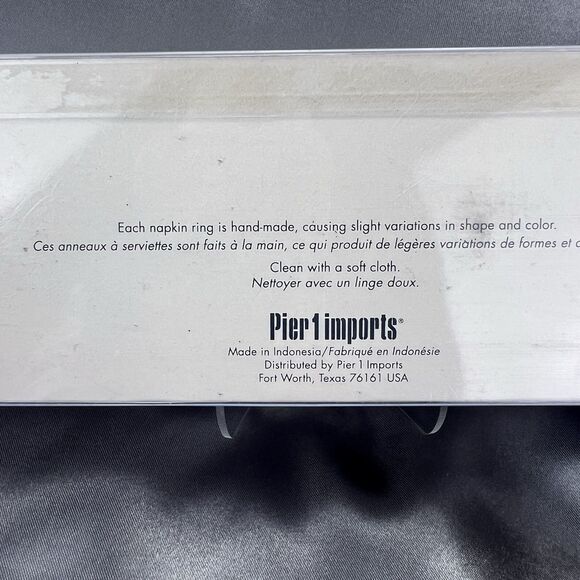 Each napkin ring is hand-made, causing slight variations in shape and color.
Ces anneaux à serviettes sont faits à la main, ce qui produit de légères variations de formes et
Clean with a soft cloth.
Nettoyer avec un linge doux.
Pier 1 imports®
Made in Indonesia/Fabriqué en Indonésie
Distributed by Pier 1 Imports
Fort Worth, Texas 76161 USA